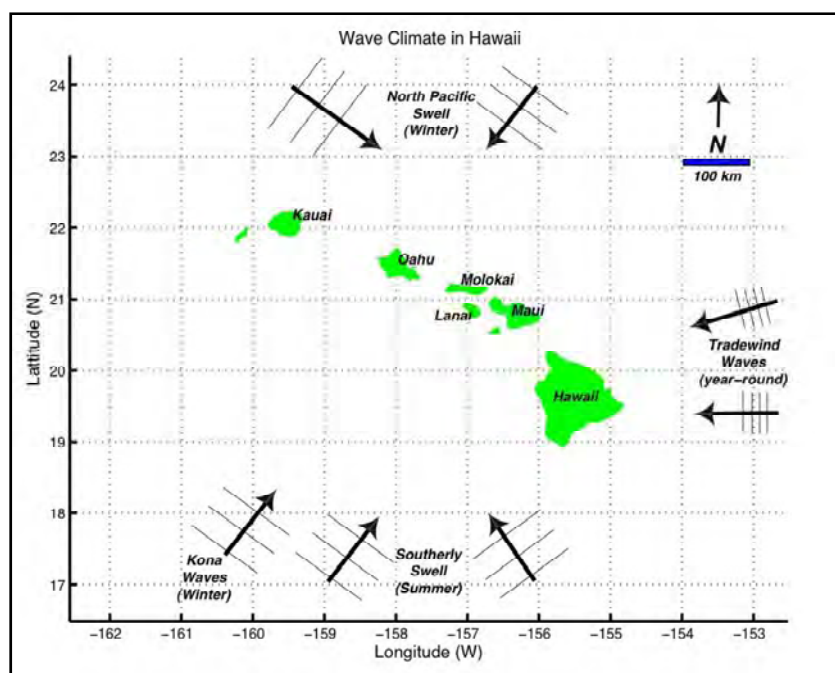 Wave Climate in Hawaii
24
23
22
21
20
19
18
17
Lattitude (N)
North Pacific
Swell
(Winter)
N
100 km
Kauai
Oahu
Molokai
Lanai
Maui
Hawaii
Tradewind
Waves
(year-round)
Kona
Waves
(Winter)
Southerly
Swell
(Summer)
-162 -161 -160 -159 -158 -157 -156 -155 -154 -153
Longitude (W)